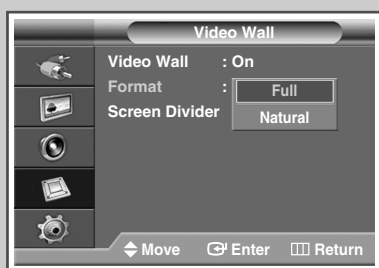 Video Wall
Video Wall : On
Format : Full
Natural
Screen Divider
Move Enter Return